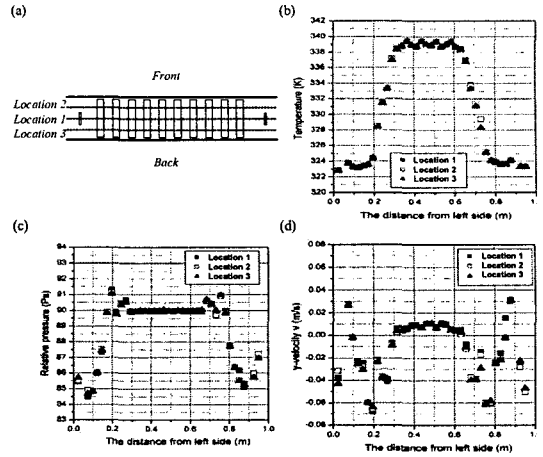 (a)
Front
Location 2
Location 1
Location 3
Back
(b)
Temperature (K)
342
340
338
336
334
332
330
328
326
324
322
320
Location 1
Location 2
Location 3
0.0 0.2 0.4 0.6 0.8 1.0
The distance from left side (m)
(c)
Relative pressure (Pa)
94
93
92
91
90
89
88
87
86
85
84
83
Location 1
Location 2
Location 3
0.0 0.2 0.4 0.6 0.8 1.0
The distance from left side (m)
(d)
y-velocity v (m/s)
0.08
0.06
0.04
0.02
0.00
-0.02
-0.04
-0.06
-0.08
Location 1
Location 2
Location 3
0.0 0.2 0.4 0.6 0.8 1.0
The distance from left side (m)